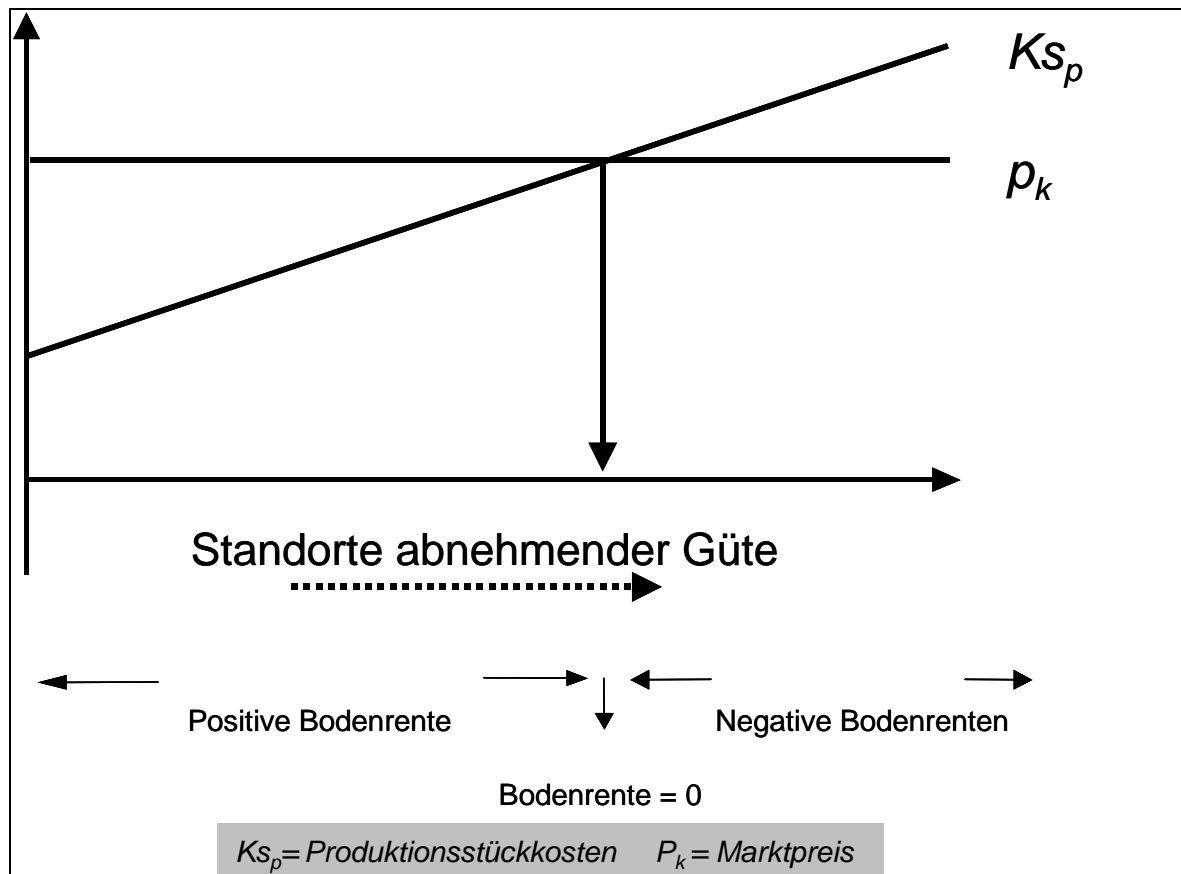 Ks_p
p_k
Standorte abnehmender Güte
Positive Bodenrente
Negative Bodenrenten
Bodenrente = 0
Ks_p= Produktionsstückkosten P_k = Marktpreis